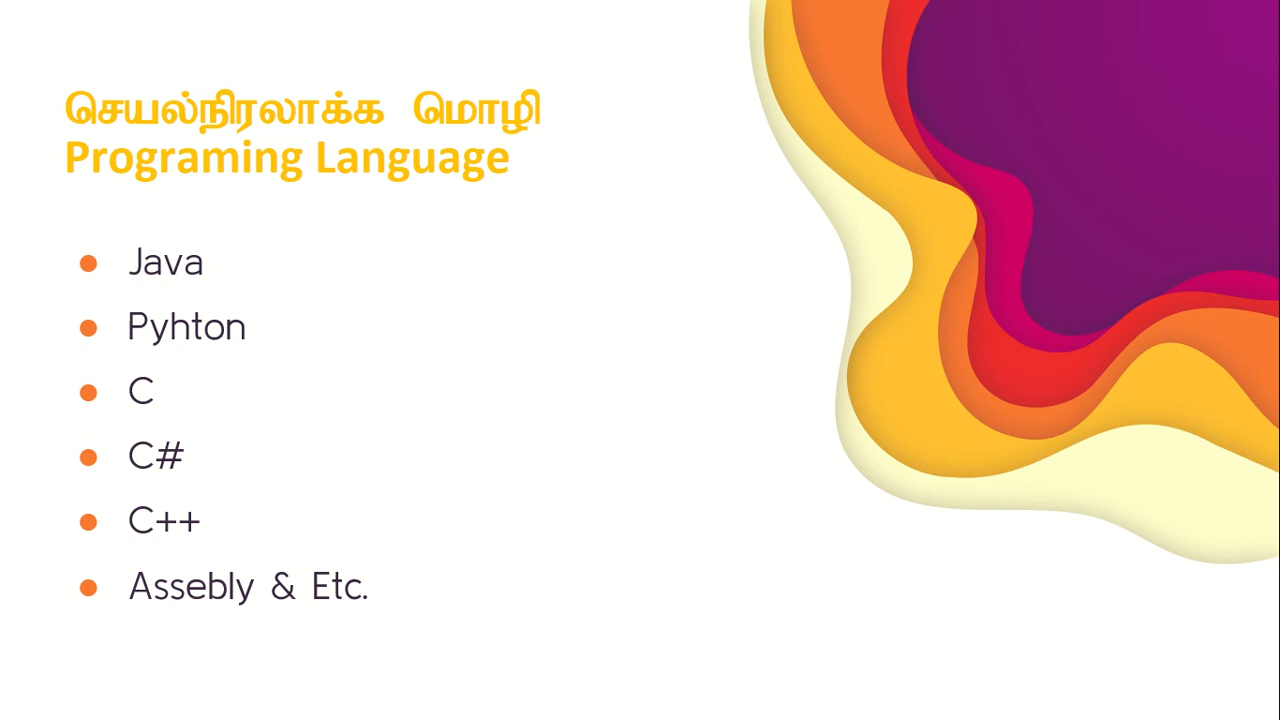 செயல்நிரலாக்க மொழி
Programing Language
Java
Pyhton
C
C#
C++
Assebly & Etc.